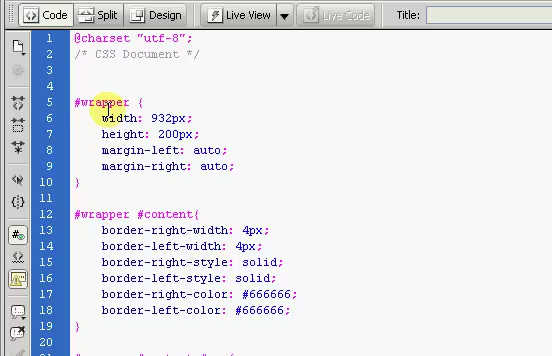 Code Split Design Live View Live Code Title:
1 @charset "utf-8";
2 /* CSS Document */
3
4
5 #wrapper {
6 width: 932px;
7 height: 200px;
8 margin-left: auto;
9 margin-right: auto;
10 }
11
12 #wrapper #content{
13 border-right-width: 4px;
14 border-left-width: 4px;
15 border-right-style: solid;
16 border-left-style: solid;
17 border-right-color: #666666;
18 border-left-color: #666666;
19 }
20